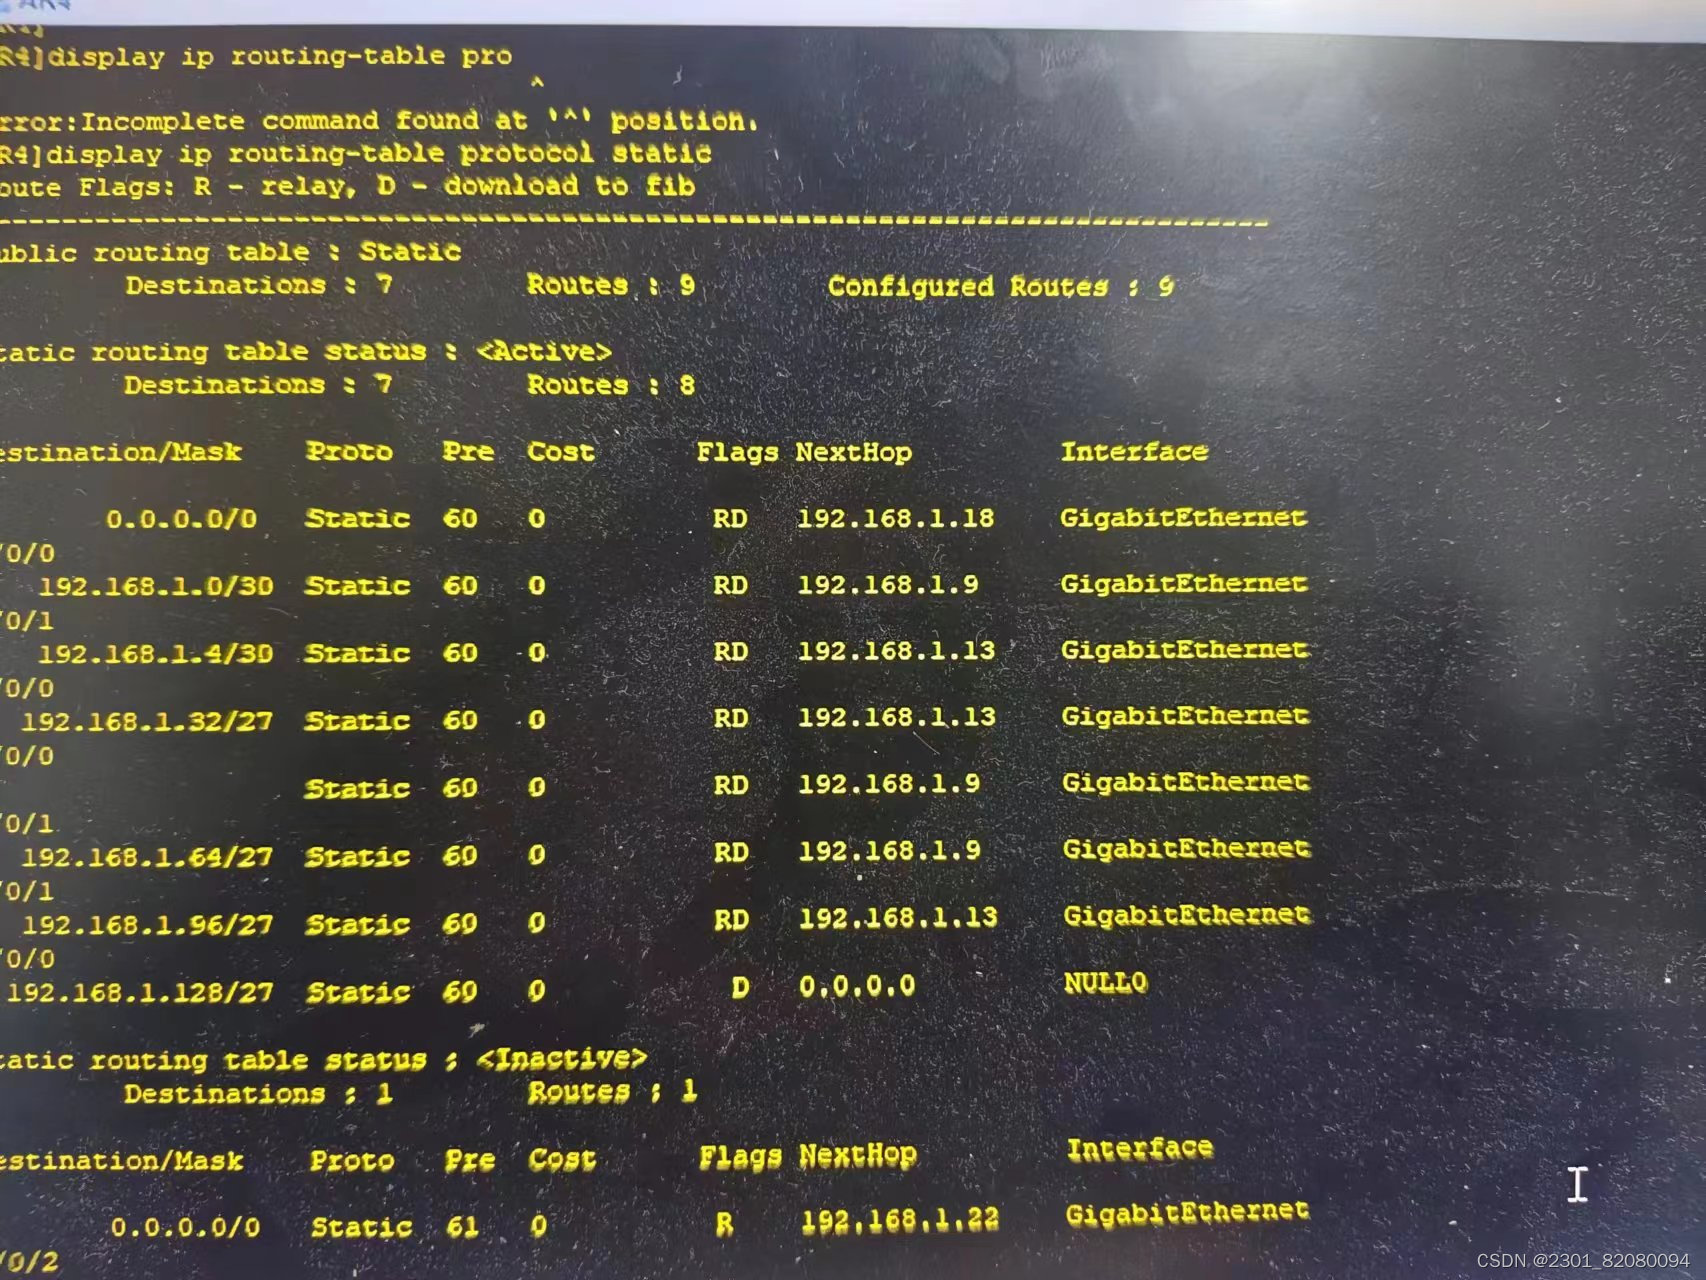 R4]display ip routing-table pro
^
rror:Incomplete command found at '^' position.
R4]display ip routing-table protocol static
oute Flags: R - relay, D - download to fib
------------------------------------------------------------------------------
ublic routing table : Static
Destinations : 7 Routes : 9 Configured Routes : 9
tatic routing table status : <Active>
Destinations : 7 Routes : 8
estination/Mask Proto Pre Cost Flags NextHop Interface
0.0.0.0/0 Static 60 0 RD 192.168.1.18 GigabitEthernet
/0/0
192.168.1.0/30 Static 60 0 RD 192.168.1.9 GigabitEthernet
/0/1
192.168.1.4/30 Static 60 0 RD 192.168.1.13 GigabitEthernet
/0/0
192.168.1.32/27 Static 60 0 RD 192.168.1.13 GigabitEthernet
/0/0
Static 60 0 RD 192.168.1.9 GigabitEthernet
/0/1
192.168.1.64/27 Static 60 0 RD 192.168.1.9 GigabitEthernet
/0/1
192.168.1.96/27 Static 60 0 RD 192.168.1.13 GigabitEthernet
/0/0
192.168.1.128/27 Static 60 0 D 0.0.0.0 NULL0
tatic routing table status : <Inactive>
Destinations : 1 Routes : 1
estination/Mask Proto Pre Cost Flags NextHop Interface
0.0.0.0/0 Static 61 0 R 192.168.1.22 GigabitEthernet
/0/2
CSDN @2301_82080094